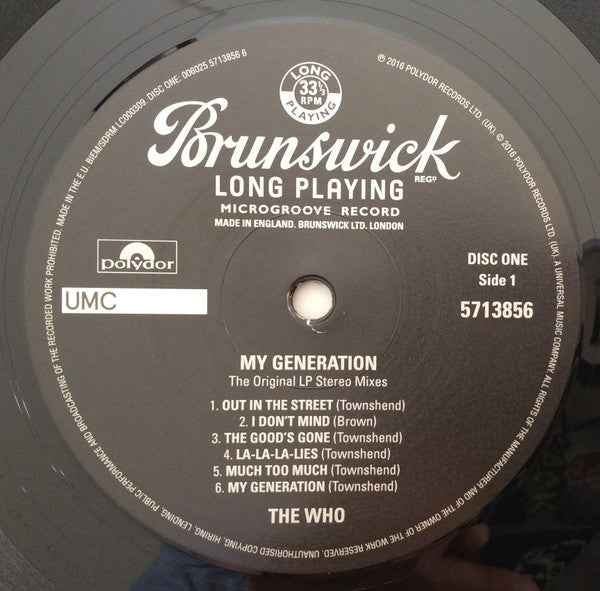 LONG
33⅓
RPM
PLAYING
Brunswick
REGD
LONG PLAYING
MICROGROOVE RECORD
MADE IN ENGLAND. BRUNSWICK LTD. LONDON
polydor
UMC
DISC ONE
Side 1
5713856
MY GENERATION
The Original LP Stereo Mixes
1. OUT IN THE STREET (Townshend)
2. I DON'T MIND (Brown)
3. THE GOOD'S GONE (Townshend)
4. LA-LA-LA-LIES (Townshend)
5. MUCH TOO MUCH (Townshend)
6. MY GENERATION (Townshend)
THE WHO
℗ 2016 POLYDOR RECORDS LTD. (UK). © 2016 POLYDOR RECORDS LTD. (UK). A UNIVERSAL MUSIC COMPANY. ALL RIGHTS OF THE MANUFACTURER AND OF THE OWNER OF THE WORK RESERVED. UNAUTHORISED COPYING, HIRING, LENDING, PUBLIC PERFORMANCE AND BROADCASTING OF THE RECORDED WORK PROHIBITED. MADE IN THE E.U. BIEM/SDRM LC000309. DISC ONE: 006025 5713856 6